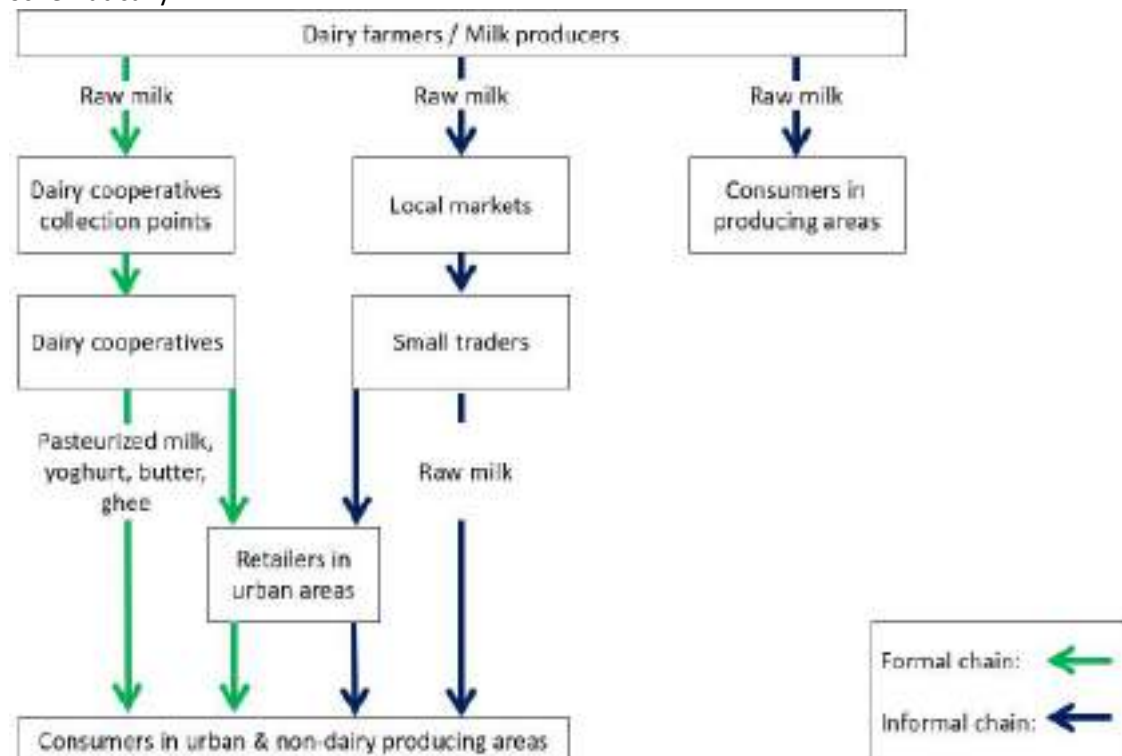 Dairy farmers / Milk producers
Raw milk
Raw milk
Raw milk
Dairy cooperatives
collection points
Local markets
Consumers in
producing areas
Dairy cooperatives
Small traders
Pasteurized milk,
yoghurt, butter,
ghee
Raw milk
Retailers in
urban areas
Formal chain:
Informal chain:
Consumers in urban & non-dairy producing areas